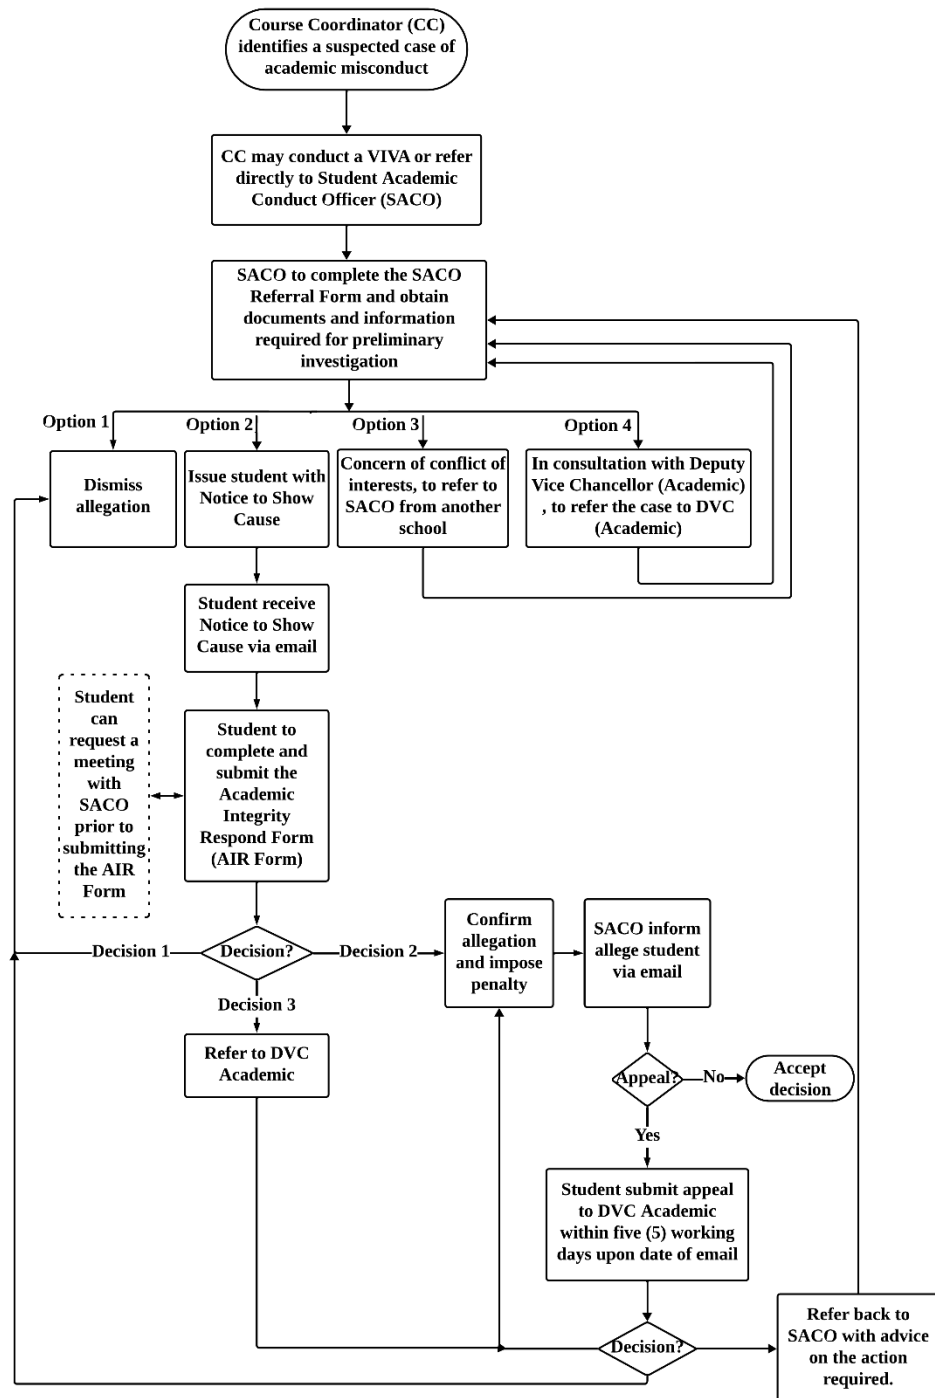 Course Coordinator (CC)
identifies a suspected case of
academic misconduct
CC may conduct a VIVA or refer
directly to Student Academic
Conduct Officer (SACO)
SACO to complete the SACO
Referral Form and obtain
documents and information
required for preliminary
investigation
Option 1
Option 2
Option 3
Option 4
Dismiss
allegation
Issue student with
Notice to Show
Cause
Concern of conflict of
interests, to refer to
SACO from another
school
In consultation with Deputy
Vice Chancellor (Academic)
, to refer the case to DVC
(Academic)
Student receive
Notice to Show
Cause via email
Student
can
request a
meeting
with
SACO
prior to
submitting
the AIR
Form
Student to
complete and
submit the
Academic
Integrity
Respond Form
(AIR Form)
Decision 1
Decision?
Decision 2
Decision 3
Confirm
allegation
and impose
penalty
SACO inform
allege student
via email
Refer to DVC
Academic
Appeal?
No
Accept
decision
Yes
Student submit appeal
to DVC Academic
within five (5) working
days upon date of email
Decision?
Refer back to
SACO with advice
on the action
required.